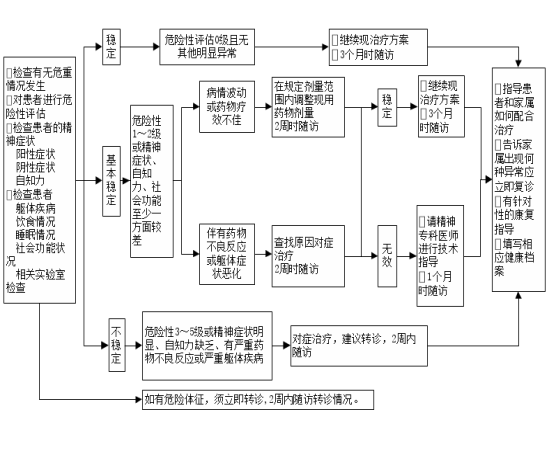 检查有无危重
情况发生
对患者进行危
险性评估
检查患者的精
神症状
阳性症状
阴性症状
自知力
检查患者
躯体疾病
饮食情况
睡眠情况
社会功能状
况
相关实验室
检查
稳
定
危险性评估0级且无
其他明显异常
继续现治疗方案
3个月时随访
基
本
稳
定
危险性
1～2级
或精神
症状、
自知
力、社
会功能
至少一
方面较
差
病情波动
或药物疗
效不佳
在规定剂量范
围内调整现用
药物剂量
2周时随访
稳
定
继续现
治疗方案
3个月
时随访
伴有药物
不良反应
或躯体症
状恶化
查找原因对症
治疗
2周时随访
无
效
请精神
专科医师
进行技术
指导
1个月
时随访
不
稳
定
危险性3～5级或精神症状明
显、自知力缺乏、有严重药
物不良反应或严重躯体疾病
对症治疗，建议转诊，2周内
随访
指导患
者和家属
如何配合
治疗
告诉家
属出现何
种异常应
立即复诊
有针对
性的康复
指导
填写相
应健康档
案
如有危险体征，须立即转诊,2周内随访转诊情况。